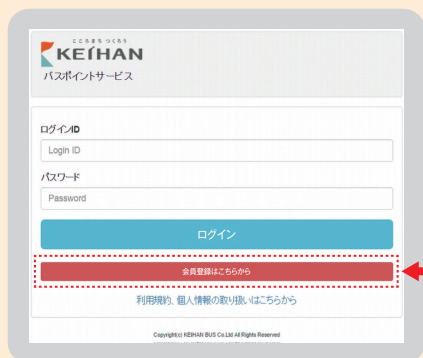 こころまち つくろう
KEIHAN
バスポイントサービス
ログインID
Login ID
パスワード
Password
ログイン
会員登録はこちらから
利用規約、個人情報の取り扱いはこちらから
Copyright(c) KEIHAN BUS Co.Ltd All Rights Reserved